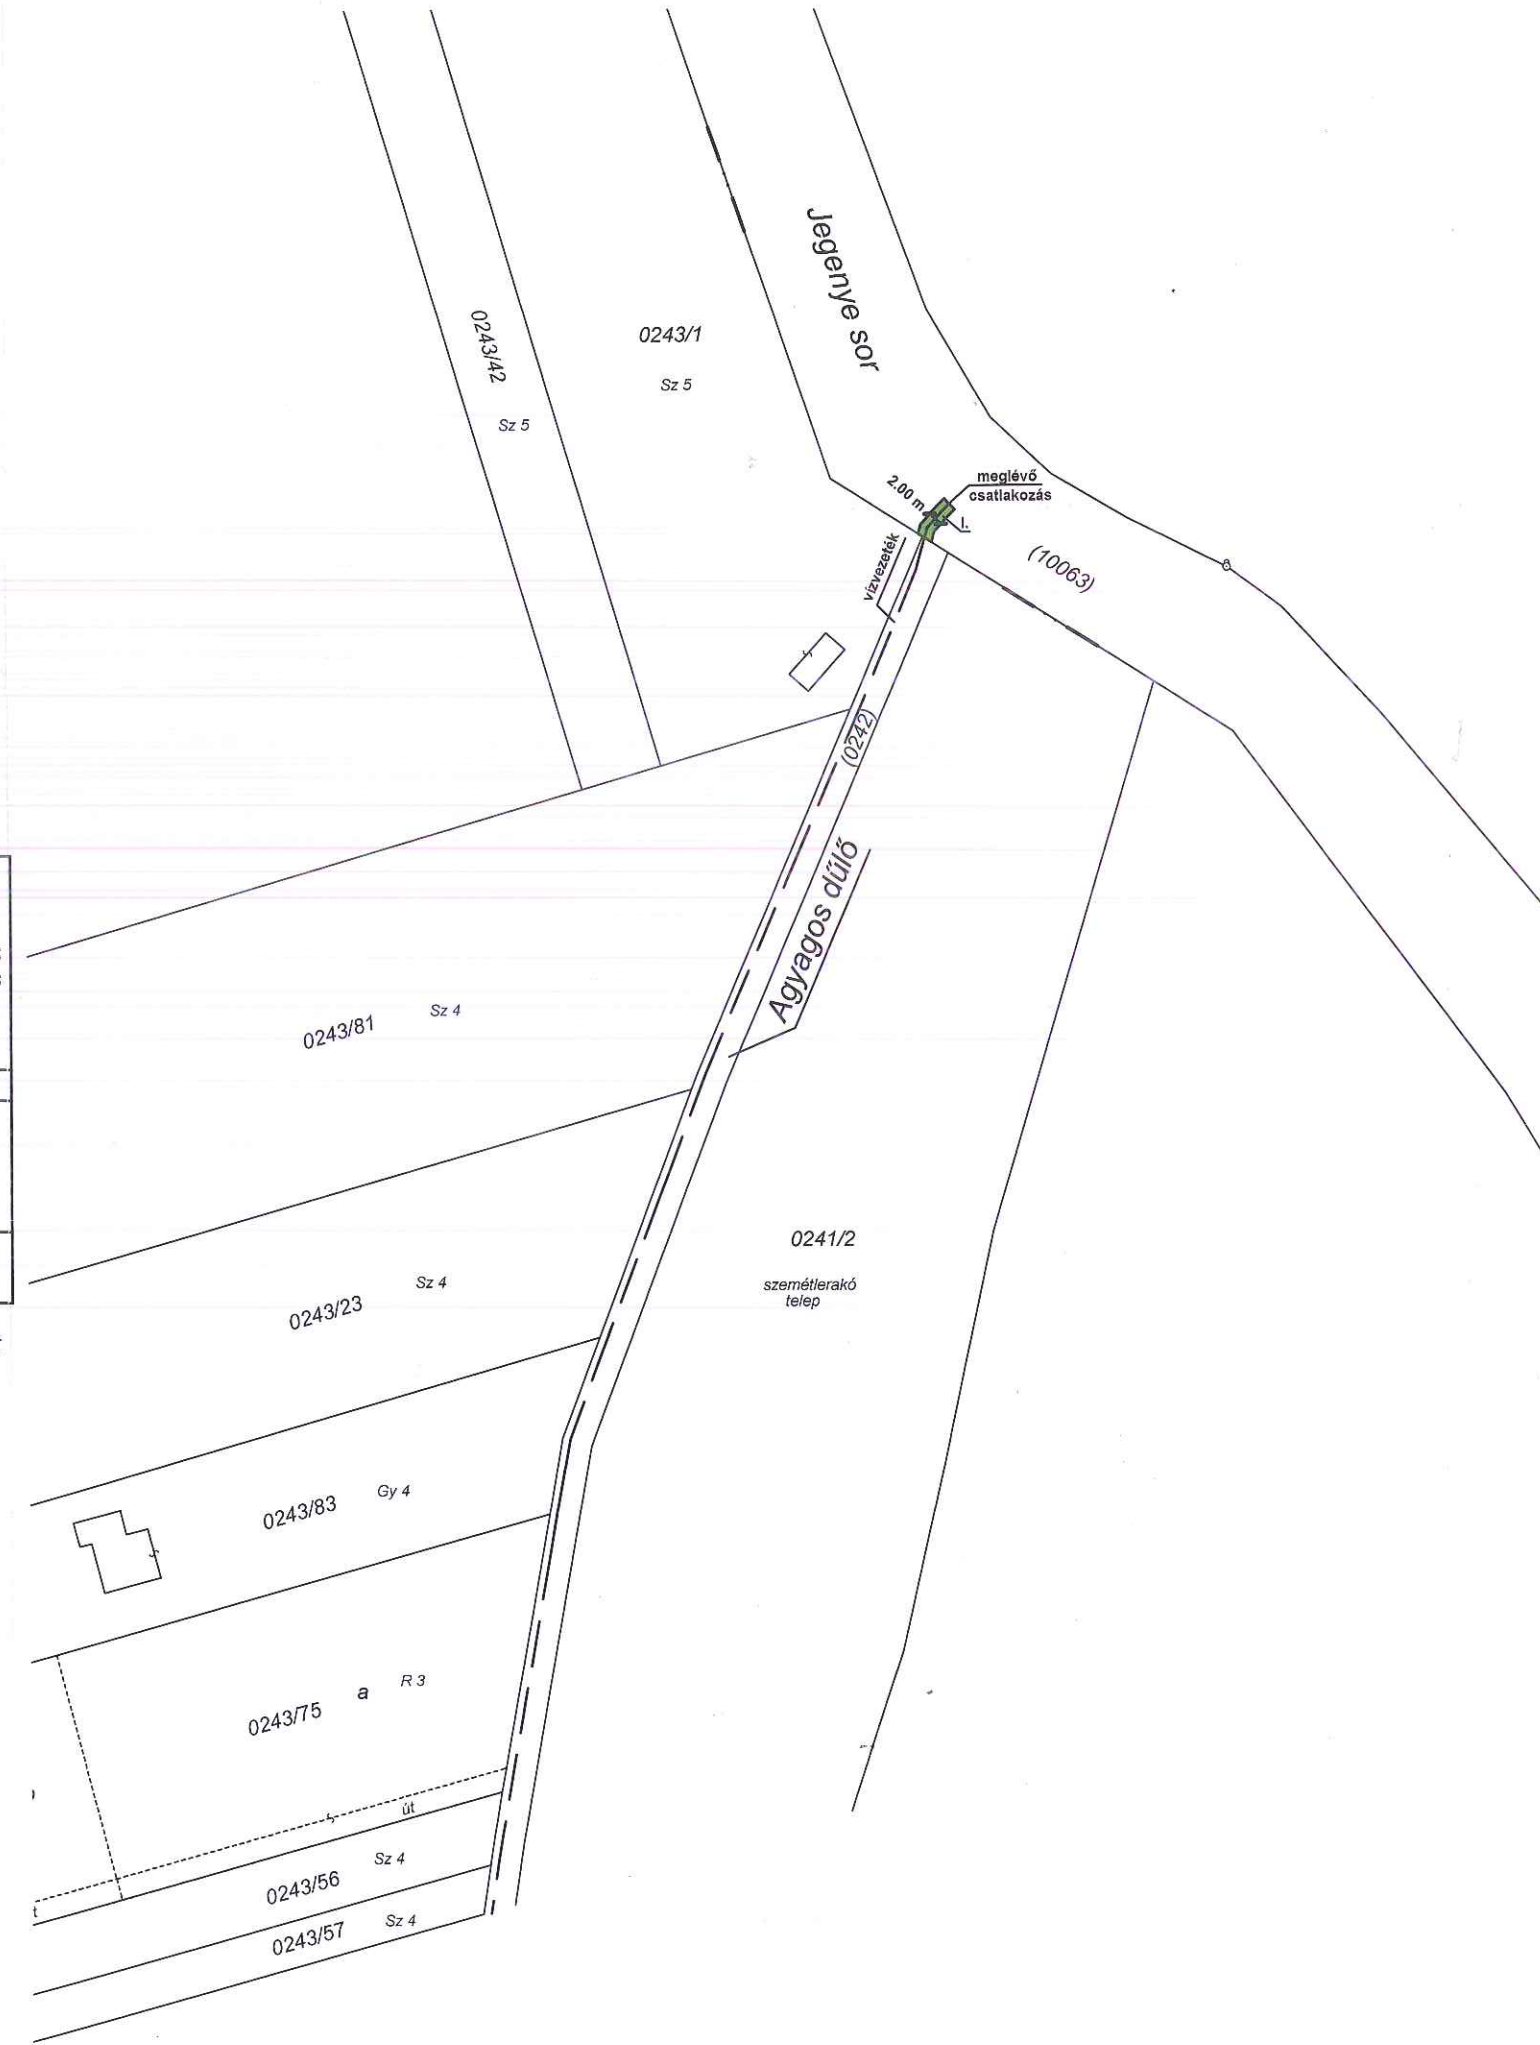 Jegenye sor
0243/42
Sz 5
0243/1
Sz 5
2.00 m
meglévő
csatlakozás
I.
vízvezeték
(10063)
(0242)
Agyagos dűlő
0243/81
Sz 4
0241/2
szemétlerakó
telep
0243/23
Sz 4
0243/83
Gy 4
0243/75
a
R 3
út
t
0243/56
Sz 4
0243/57
Sz 4